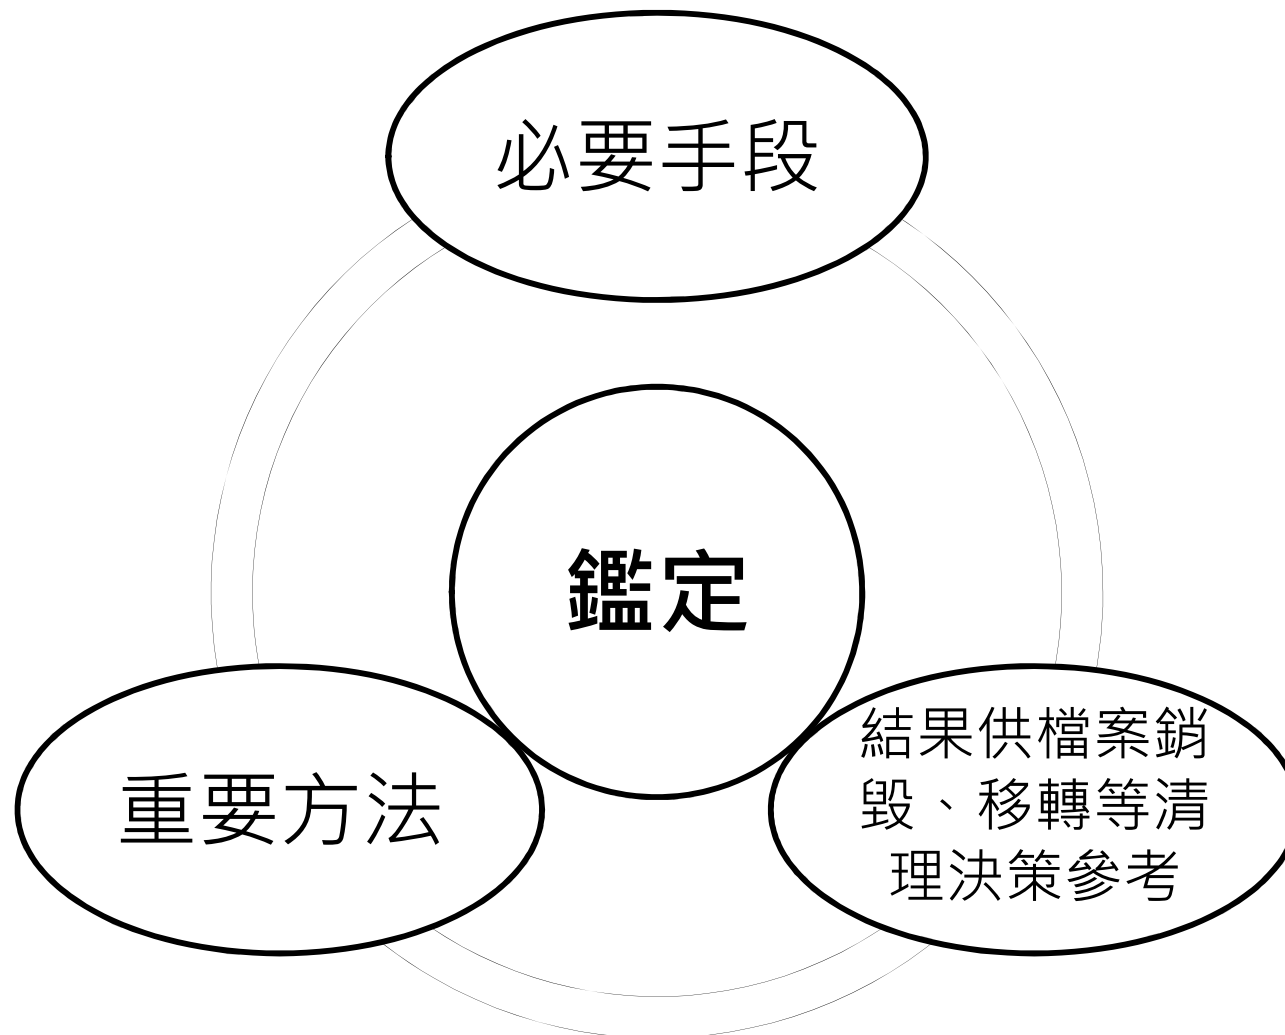 必要手段
鑑定
重要方法
結果供檔案銷
毀、移轉等清
理決策參考